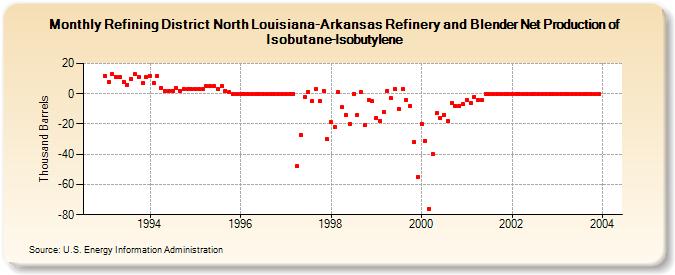 Monthly Refining District North Louisiana-Arkansas Refinery and Blender Net Production of
Isobutane-Isobutylene
Thousand Barrels
20
0
-20
-40
-60
-80
1994 1996 1998 2000 2002 2004
Source: U.S. Energy Information Administration